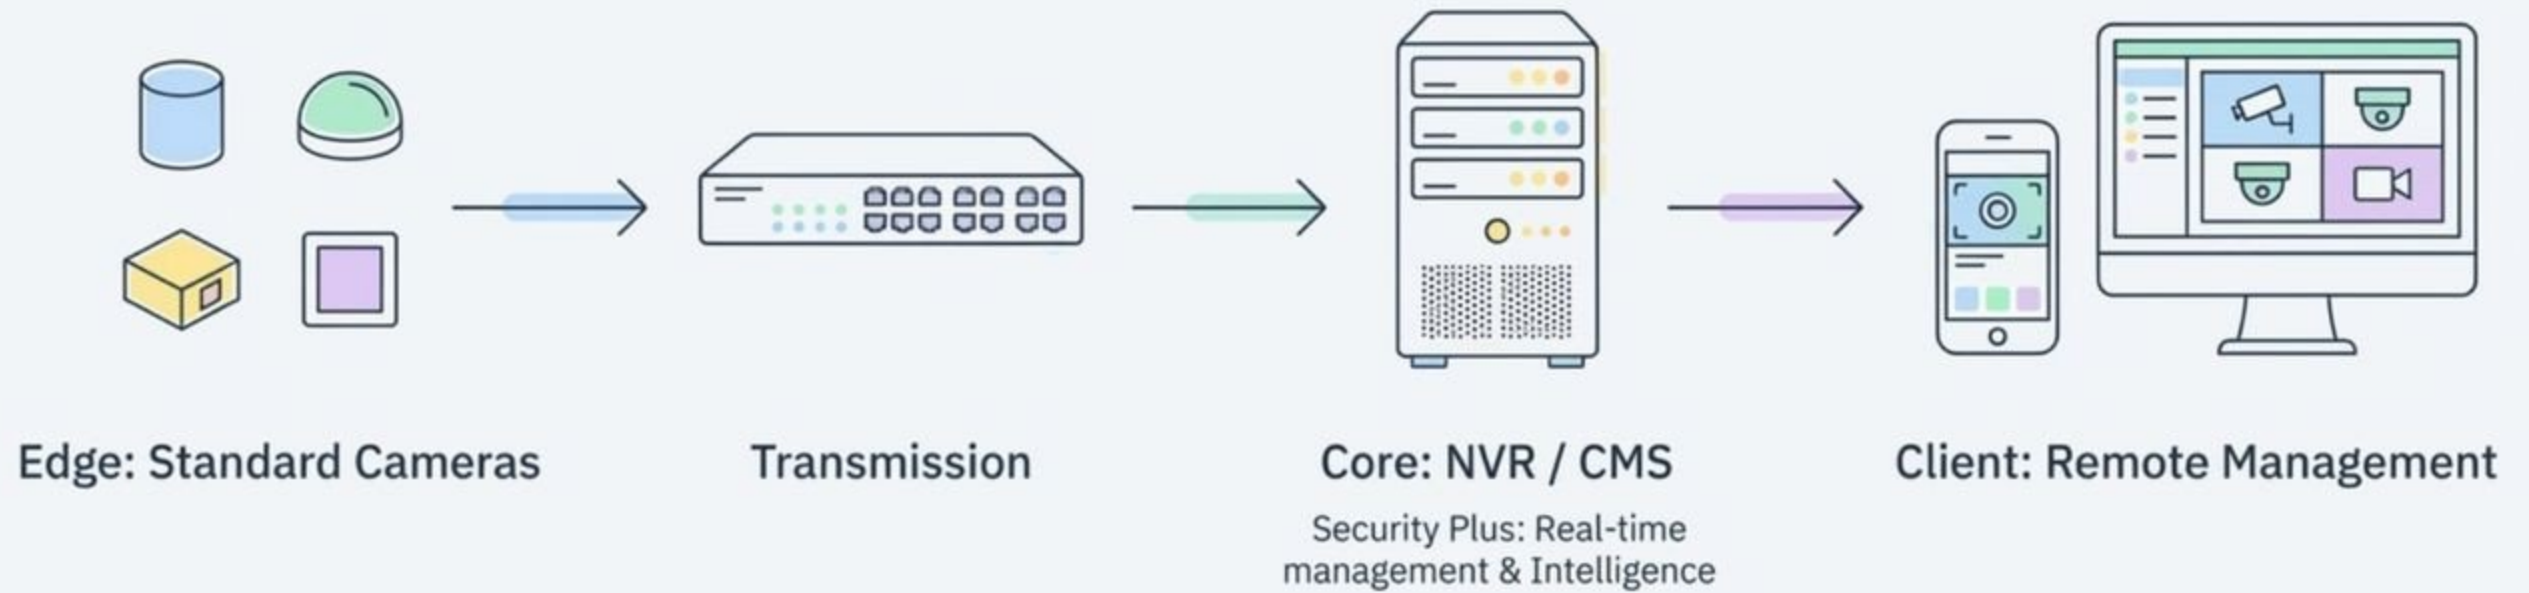 Edge: Standard Cameras
Transmission
Core: NVR / CMS
Security Plus: Real-time
management & Intelligence
Client: Remote Management